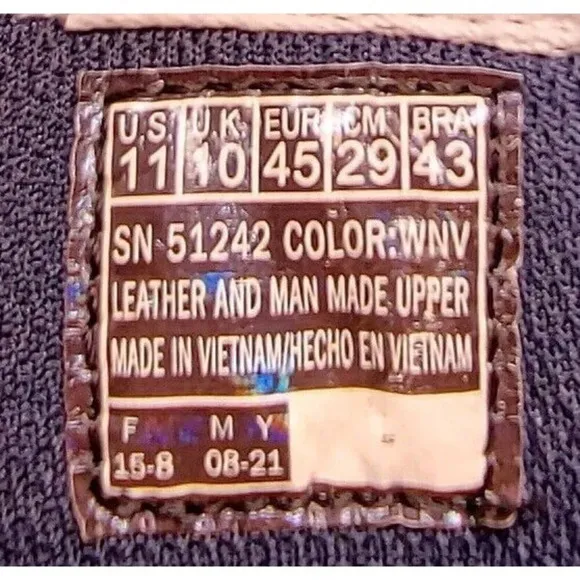 U.S. U.K. EUR CM BRA
11 10 45 29 43
SN 51242 COLOR:WNV
LEATHER AND MAN MADE UPPER
MADE IN VIETNAM/HECHO EN VIETNAM
F M Y
15-8 08-21